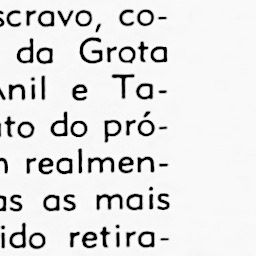 scravo, co-
da Grota
Anil e Ta-
to do pró-
realmen-
as as mais
ido retira-